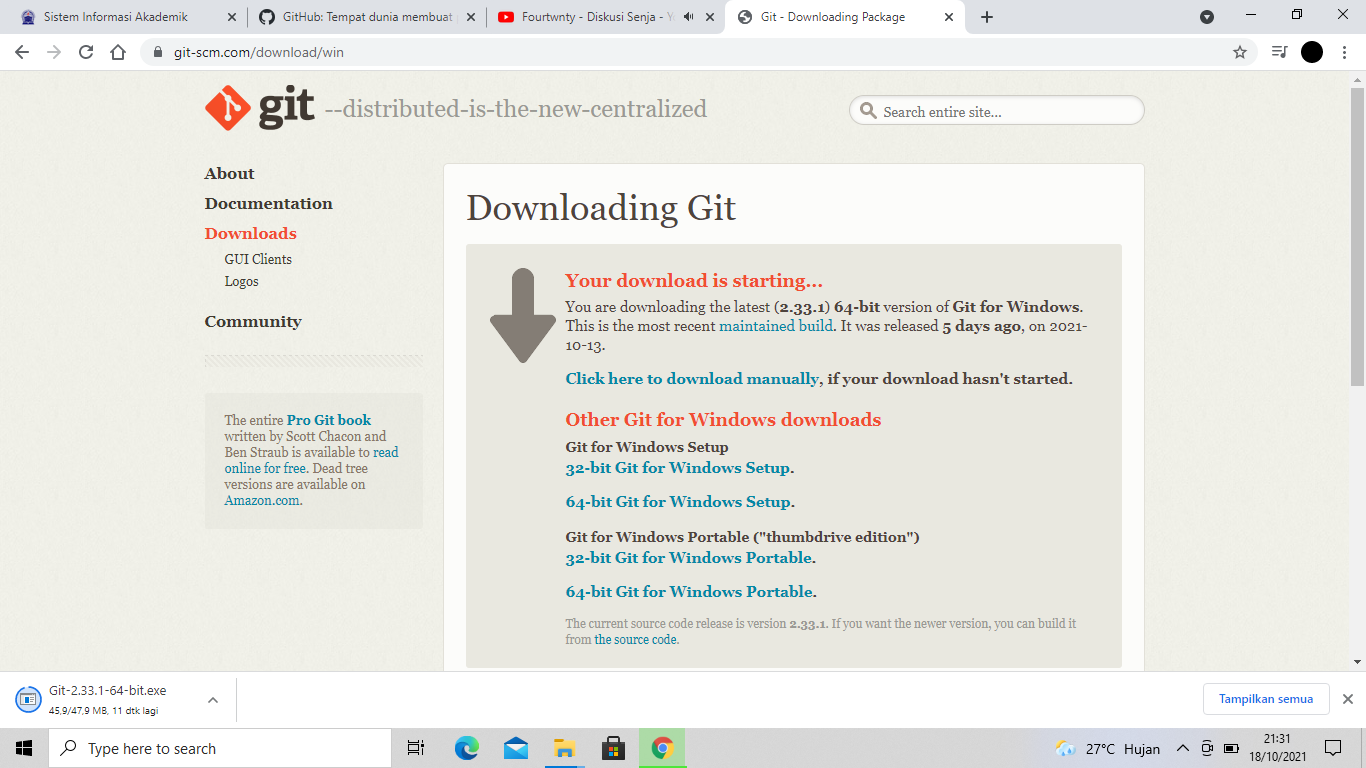 Sistem Informasi Akademik
GitHub: Tempat dunia membuat
Fourtwnty - Diskusi Senja - Y
Git - Downloading Package
git-scm.com/download/win
git --distributed-is-the-new-centralized
Search entire site...
About
Documentation
Downloads
GUI Clients
Logos
Community
The entire Pro Git book
written by Scott Chacon and
Ben Straub is available to read
online for free. Dead tree
versions are available on
Amazon.com.
Downloading Git
Your download is starting...
You are downloading the latest (2.33.1) 64-bit version of Git for Windows.
This is the most recent maintained build. It was released 5 days ago, on 2021-
10-13.
Click here to download manually, if your download hasn't started.
Other Git for Windows downloads
Git for Windows Setup
32-bit Git for Windows Setup.
64-bit Git for Windows Setup.
Git for Windows Portable ("thumbdrive edition")
32-bit Git for Windows Portable.
64-bit Git for Windows Portable.
The current source code release is version 2.33.1. If you want the newer version, you can build it
from the source code.
Git-2.33.1-64-bit.exe
45,9/47,9 MB, 11 dtk lagi
Tampilkan semua
Type here to search
27°C Hujan
21:31
18/10/2021